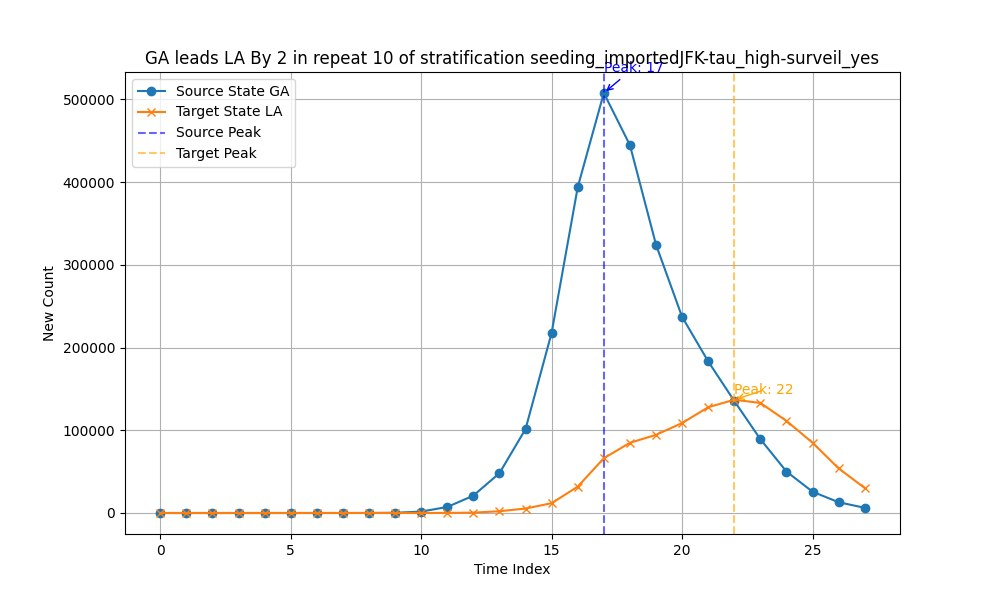 GA leads LA By 2 in repeat 10 of stratification seeding_importedJFK-tau_high-surveil_yes
Peak: 17
Source State GA
Target State LA
Source Peak
Target Peak
500000
400000
300000
200000
100000
0
New Count
Peak: 22
0 5 10 15 20 25
Time Index